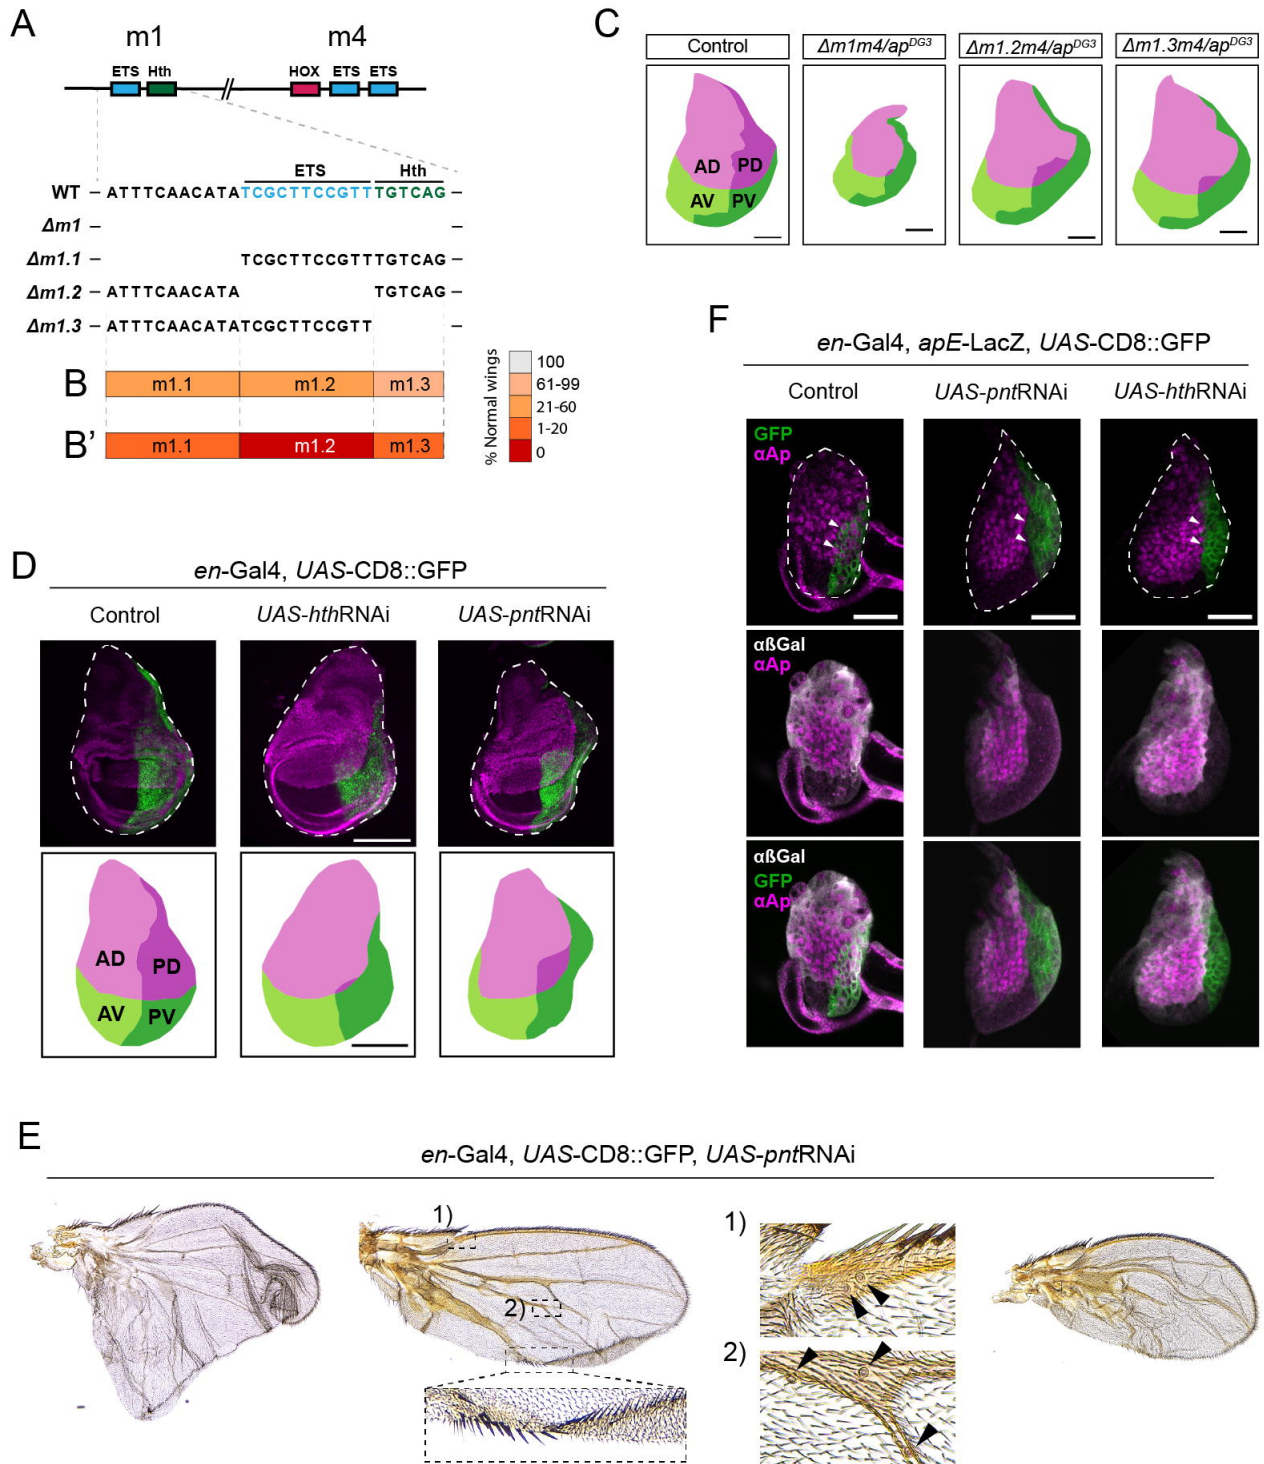 A
m1 m4
ETS Hth HOX ETS ETS
ETS Hth
WT – ATTTCAACATATCGCTTCCGTTTGTCAG –
Δm1 – –
Δm1.1 – TCGCTTCCGTTTGTCAG –
Δm1.2 – ATTTCAACATA TGTCAG –
Δm1.3 – ATTTCAACATATCGCTTCCGTT –
B m1.1 m1.2 m1.3
B’ m1.1 m1.2 m1.3
% Normal wings
100
61-99
21-60
1-20
0
C
Control Δm1m4/apDG3 Δm1.2m4/apDG3 Δm1.3m4/apDG3
AD PD
AV PV
D
en-Gal4, UAS-CD8::GFP
Control UAS-hthRNAi UAS-pntRNAi
AD PD
AV PV
F
en-Gal4, apE-LacZ, UAS-CD8::GFP
Control UAS-pntRNAi UAS-hthRNAi
GFP
αAp
αßGal
αAp
αßGal
GFP
αAp
E
en-Gal4, UAS-CD8::GFP, UAS-pntRNAi
1)
2)
1)
2)